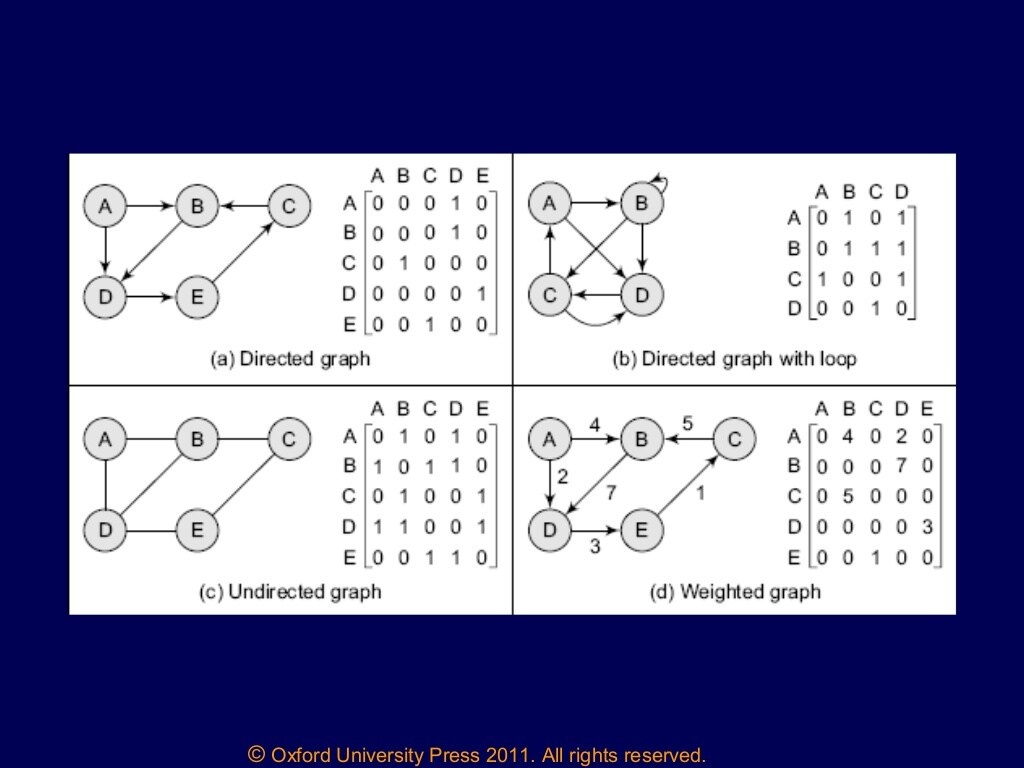 A B C D E
A B C A 0 0 0 1 0
B 0 0 0 1 0
C 0 1 0 0 0
D E D 0 0 0 0 1
E 0 0 1 0 0
(a) Directed graph
A B C D
A B A 0 1 0 1
B 0 1 1 1
C 1 0 0 1
C D D 0 0 1 0
(b) Directed graph with loop
A B C D E
A B C A 0 1 0 1 0
B 1 0 1 1 0
C 0 1 0 0 1
D E D 1 1 0 0 1
E 0 0 1 1 0
(c) Undirected graph
A B C D E
4 5
A B C A 0 4 0 2 0
B 0 0 0 7 0
2 7 1 C 0 5 0 0 0
D E D 0 0 0 0 3
3
E 0 0 1 0 0
(d) Weighted graph
© Oxford University Press 2011. All rights reserved.